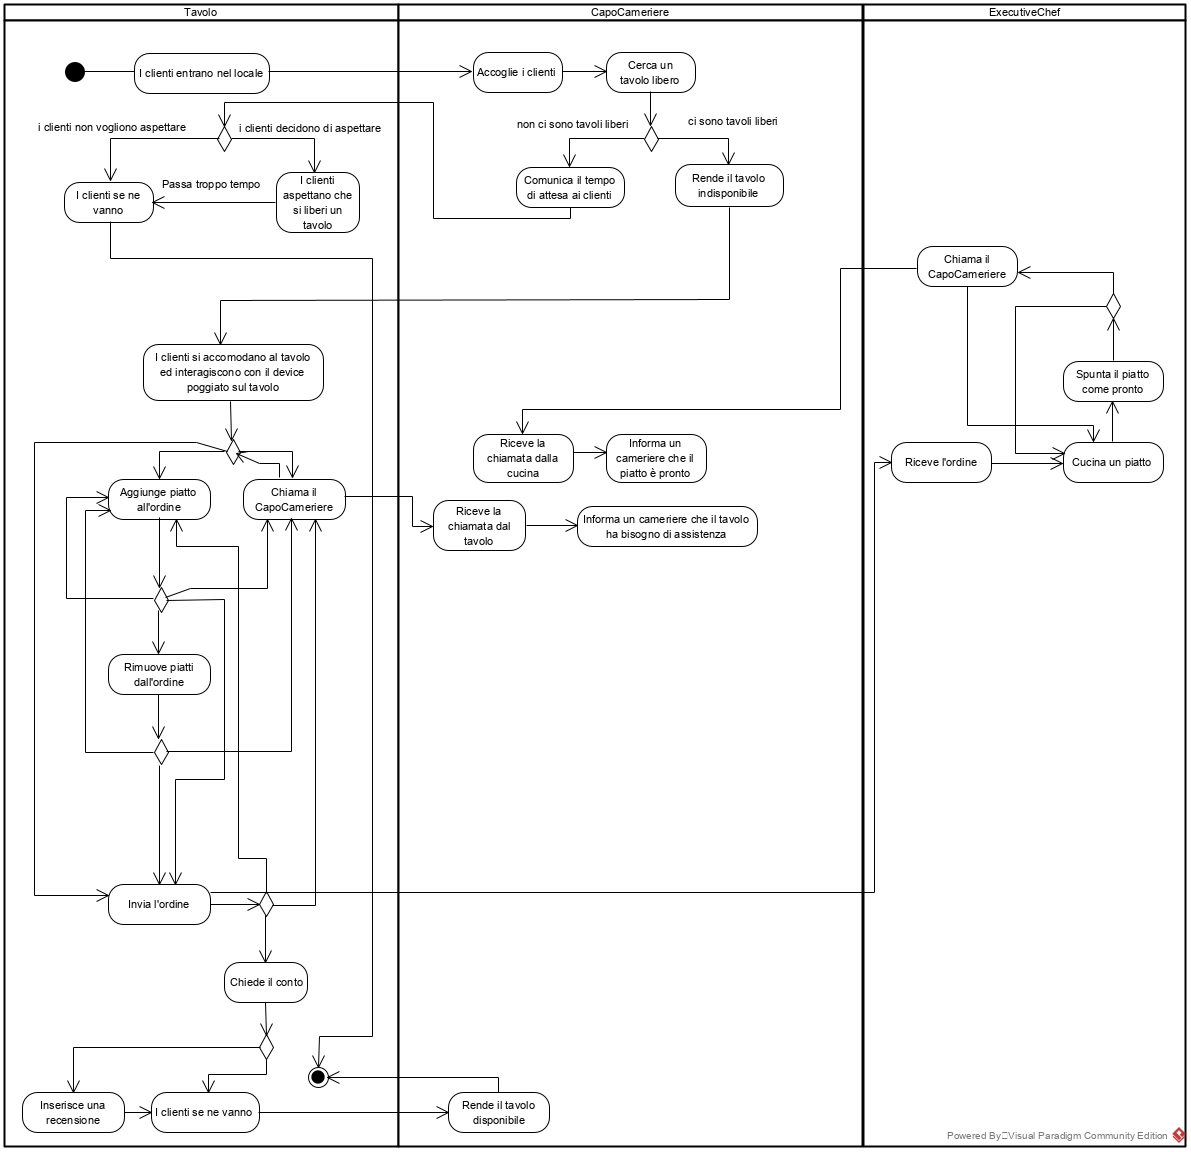 Tavolo
CapoCameriere
ExecutiveChef
I clienti entrano nel locale
Accoglie i clienti
Cerca un
tavolo libero
i clienti non vogliono aspettare
i clienti decidono di aspettare
non ci sono tavoli liberi
ci sono tavoli liberi
I clienti se ne
vanno
Passa troppo tempo
I clienti
aspettano che
si liberi un
tavolo
Comunica il tempo
di attesa ai clienti
Rende il tavolo
indisponibile
Chiama il
CapoCameriere
I clienti si accomodano al tavolo
ed interagiscono con il device
poggiato sul tavolo
Spunta il piatto
come pronto
Riceve la
chiamata dalla
cucina
Informa un
cameriere che il
piatto è pronto
Riceve l'ordine
Cucina un piatto
Aggiunge piatto
all'ordine
Chiama il
CapoCameriere
Riceve la
chiamata dal
tavolo
Informa un cameriere che il tavolo
ha bisogno di assistenza
Rimuove piatti
dall'ordine
Invia l'ordine
Chiede il conto
Inserisce una
recensione
I clienti se ne vanno
Rende il tavolo
disponibile
Powered By Visual Paradigm Community Edition